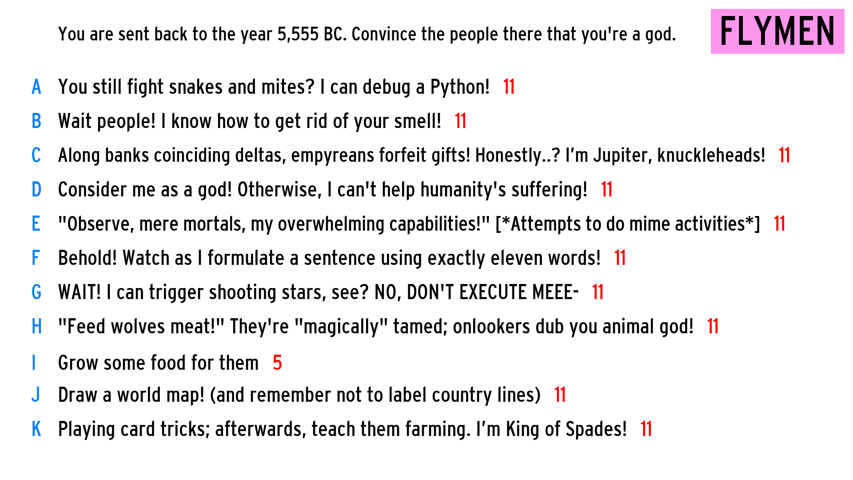 You are sent back to the year 5,555 BC. Convince the people there that you're a god. FLYMEN
A You still fight snakes and mites? I can debug a Python! 11
B Wait people! I know how to get rid of your smell! 11
C Along banks coinciding deltas, empyreans forfeit gifts! Honestly..? I'm Jupiter, knuckleheads! 11
D Consider me as a god! Otherwise, I can't help humanity's suffering! 11
E "Observe, mere mortals, my overwhelming capabilities!" [*Attempts to do mime activities*] 11
F Behold! Watch as I formulate a sentence using exactly eleven words! 11
G WAIT! I can trigger shooting stars, see? NO, DON'T EXECUTE MEEE- 11
H "Feed wolves meat!" They're "magically" tamed; onlookers dub you animal god! 11
I Grow some food for them 5
J Draw a world map! (and remember not to label country lines) 11
K Playing card tricks; afterwards, teach them farming. I'm King of Spades! 11